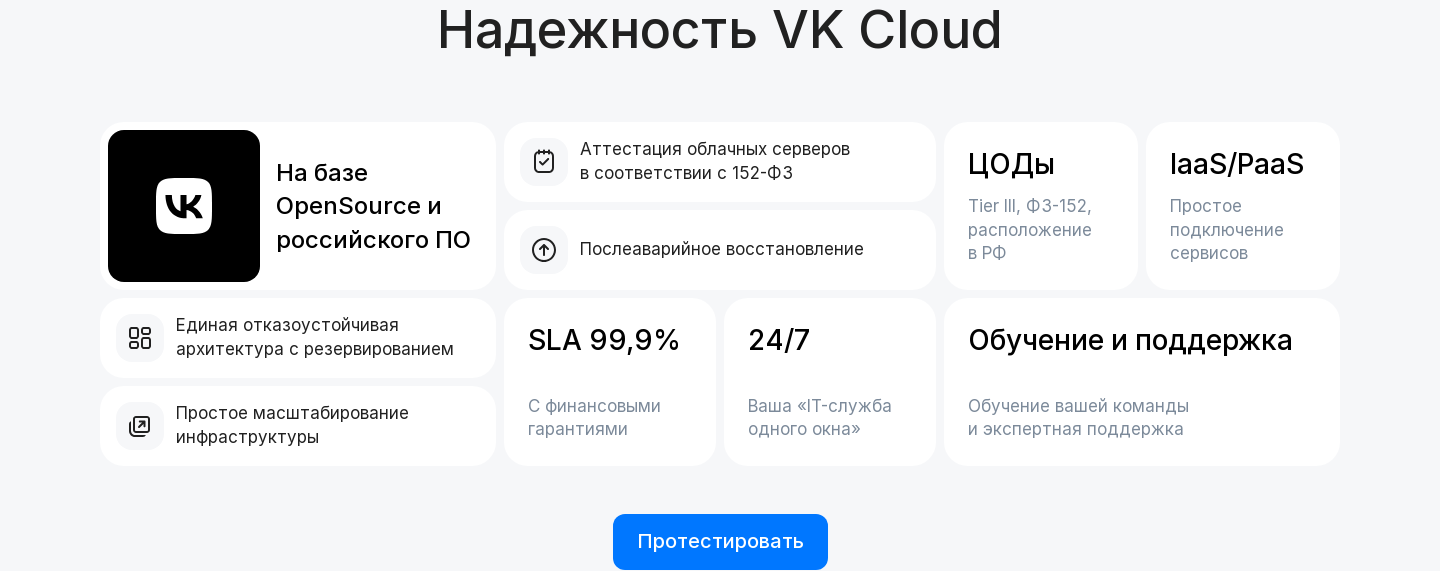 Надежность VK Cloud
На базе
OpenSource и
российского ПО
Аттестация облачных серверов
в соответствии с 152-ФЗ
Послеаварийное восстановление
ЦОДы
Tier III, ФЗ-152,
расположение
в РФ
IaaS/PaaS
Простое
подключение
сервисов
Единая отказоустойчивая
архитектура с резервированием
Простое масштабирование
инфраструктуры
SLA 99,9%
С финансовыми
гарантиями
24/7
Ваша «IT-служба
одного окна»
Обучение и поддержка
Обучение вашей команды
и экспертная поддержка
Протестировать